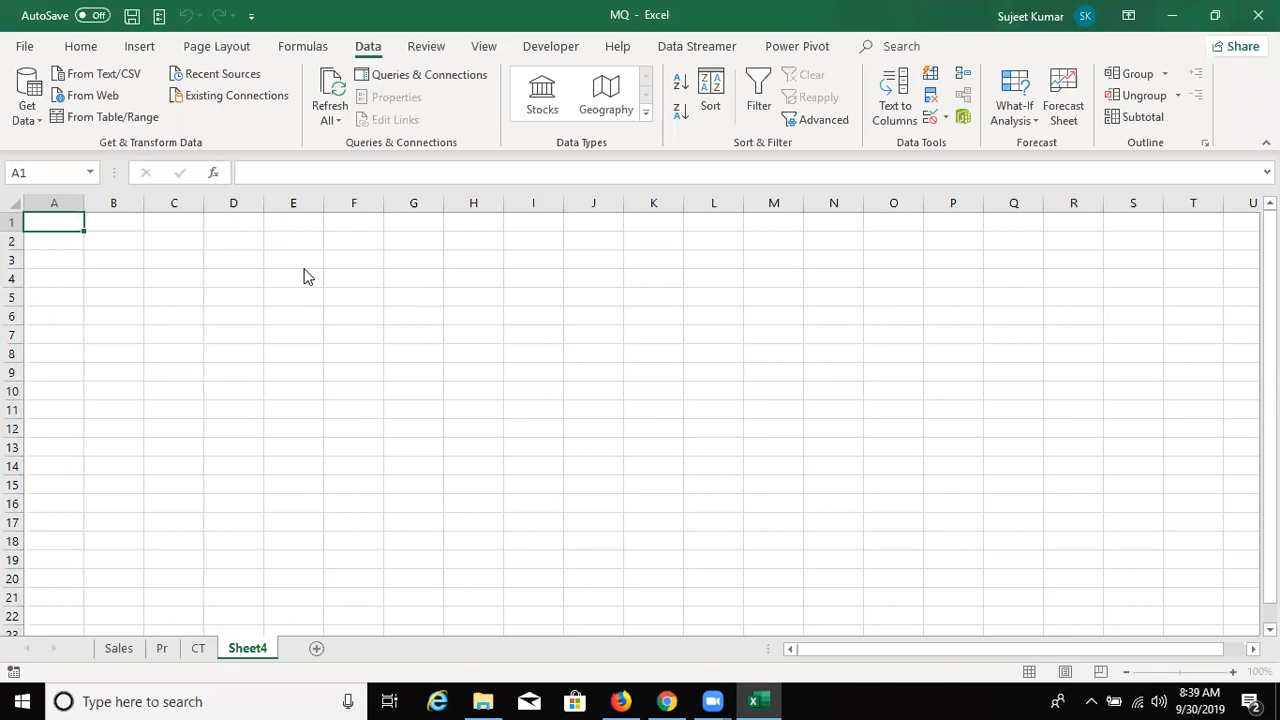 AutoSave Off MQ - Excel Sujeet Kumar SK
File Home Insert Page Layout Formulas Data Review View Developer Help Data Streamer Power Pivot Search Share
Get Data
From Text/CSV
From Web
From Table/Range
Recent Sources
Existing Connections
Get & Transform Data
Refresh All
Queries & Connections
Properties
Edit Links
Queries & Connections
Stocks Geography
Data Types
Sort
Filter
Clear
Reapply
Advanced
Sort & Filter
Text to Columns
Data Tools
What-If Analysis
Forecast Sheet
Forecast
Group
Ungroup
Subtotal
Outline
A1 fx
A B C D E F G H I J K L M N O P Q R S T U
1
2
3
4
5
6
7
8
9
10
11
12
13
14
15
16
17
18
19
20
21
22
23
Sales Pr CT Sheet4
100%
Type here to search
8:39 AM
9/30/2019
2